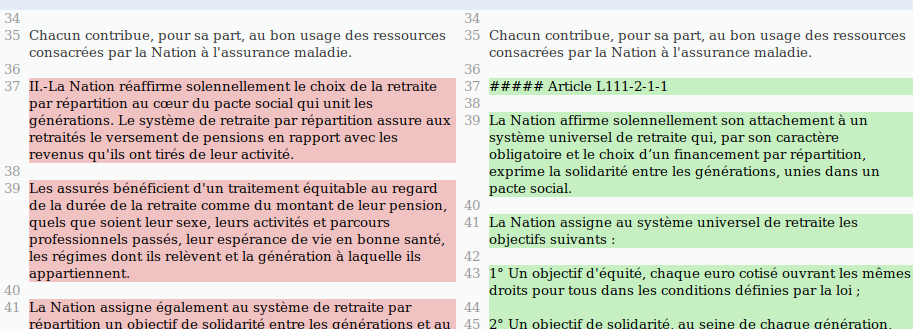 34
35 Chacun contribue, pour sa part, au bon usage des ressources
consacrées par la Nation à l'assurance maladie.
36
37 II.-La Nation réaffirme solennellement le choix de la retraite
par répartition au cœur du pacte social qui unit les
générations. Le système de retraite par répartition assure aux
retraités le versement de pensions en rapport avec les
revenus qu'ils ont tirés de leur activité.
38
39 Les assurés bénéficient d'un traitement équitable au regard
de la durée de la retraite comme du montant de leur pension,
quels que soient leur sexe, leurs activités et parcours
professionnels passés, leur espérance de vie en bonne santé,
les régimes dont ils relèvent et la génération à laquelle ils
appartiennent.
40
41 La Nation assigne également au système de retraite par
répartition un objectif de solidarité entre les générations et au
34
35 Chacun contribue, pour sa part, au bon usage des ressources
consacrées par la Nation à l'assurance maladie.
36
37 ##### Article L111-2-1-1
38
39 La Nation affirme solennellement son attachement à un
système universel de retraite qui, par son caractère
obligatoire et le choix d’un financement par répartition,
exprime la solidarité entre les générations, unies dans un
pacte social.
40
41 La Nation assigne au système universel de retraite les
objectifs suivants :
42
43 1° Un objectif d'équité, chaque euro cotisé ouvrant les mêmes
droits pour tous dans les conditions définies par la loi ;
44
45 2° Un objectif de solidarité, au sein de chaque génération,